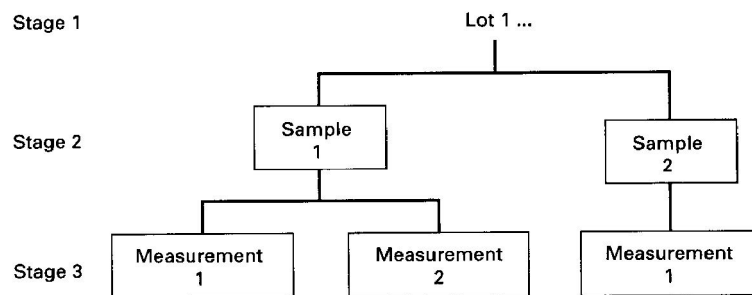 Stage 1
Lot 1 ...
Stage 2
Sample
1
Sample
2
Stage 3
Measurement
1
Measurement
2
Measurement
1